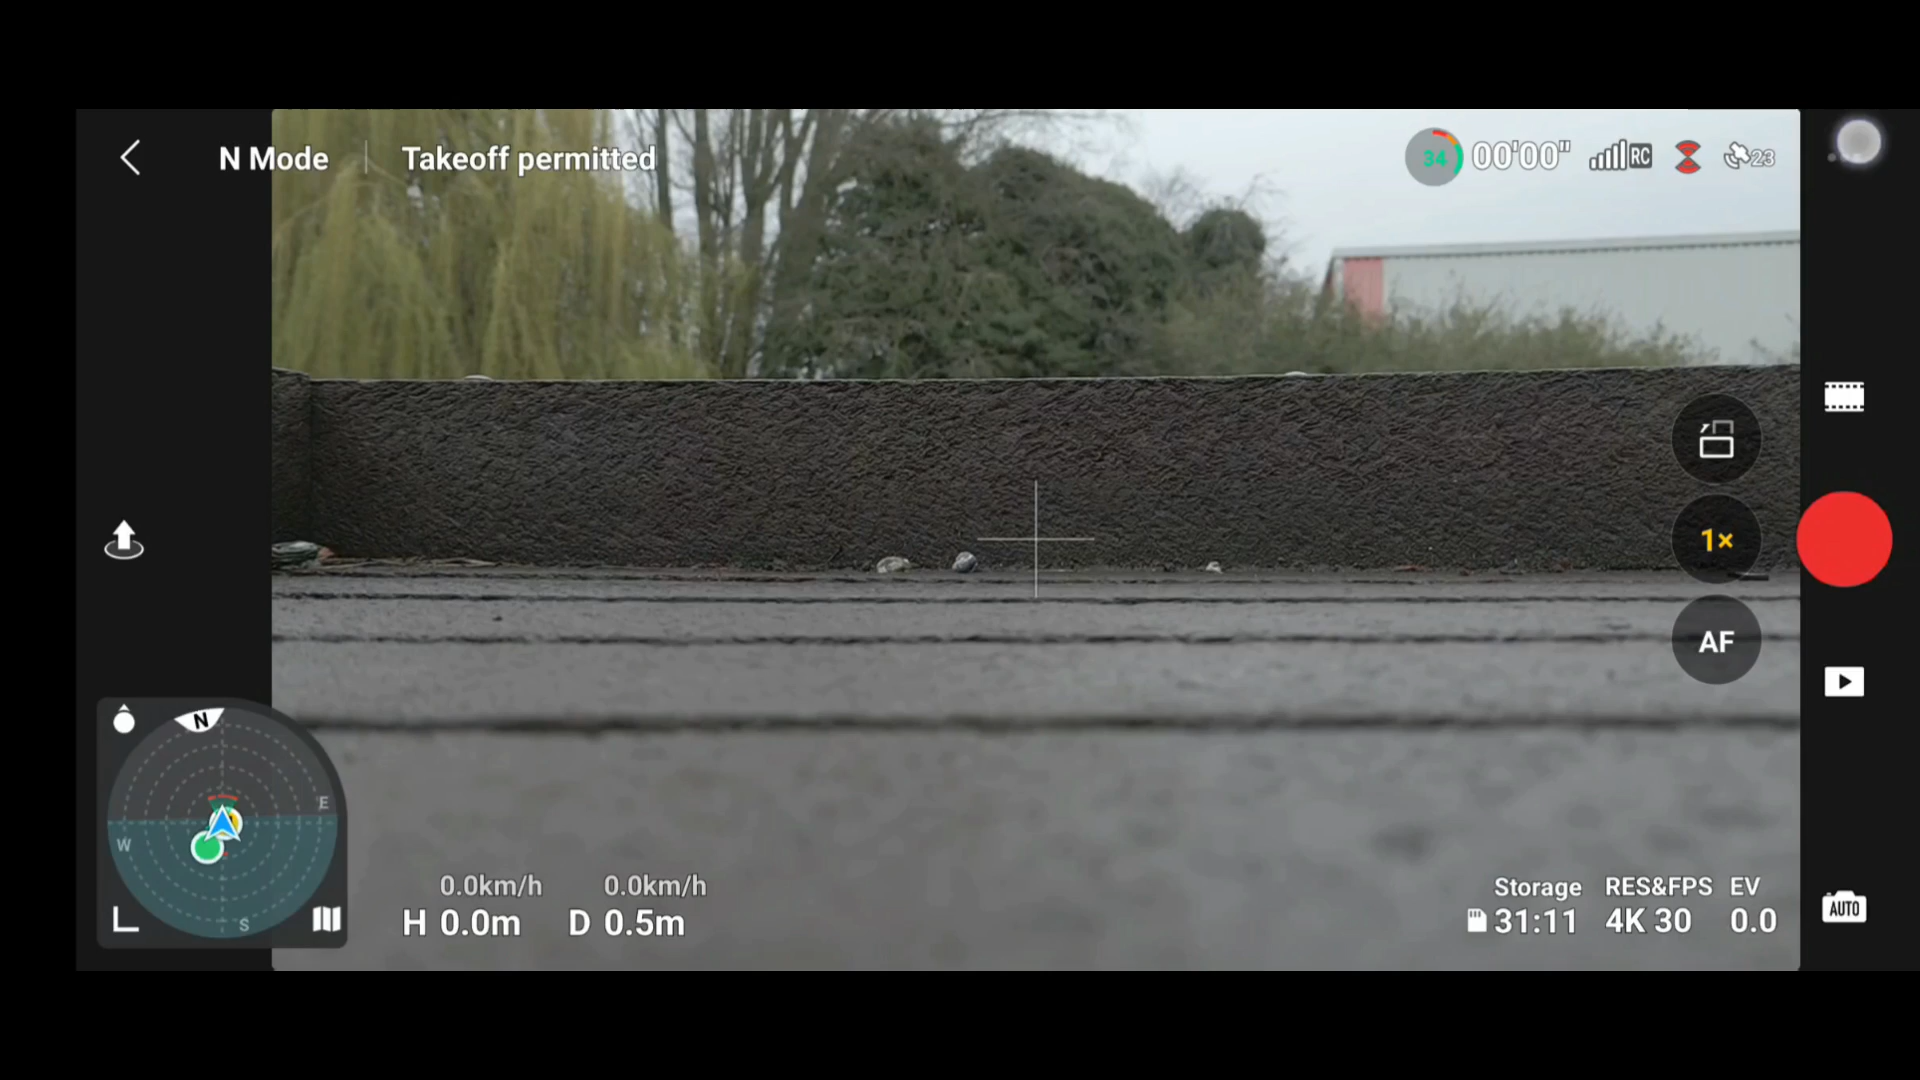 N Mode
Takeoff permitted
34
00'00"
RC
23
1×
AF
N
E
W
S
0.0km/h
0.0km/h
H 0.0m
D 0.5m
Storage
RES&FPS
EV
31:11
4K 30
0.0
AUTO